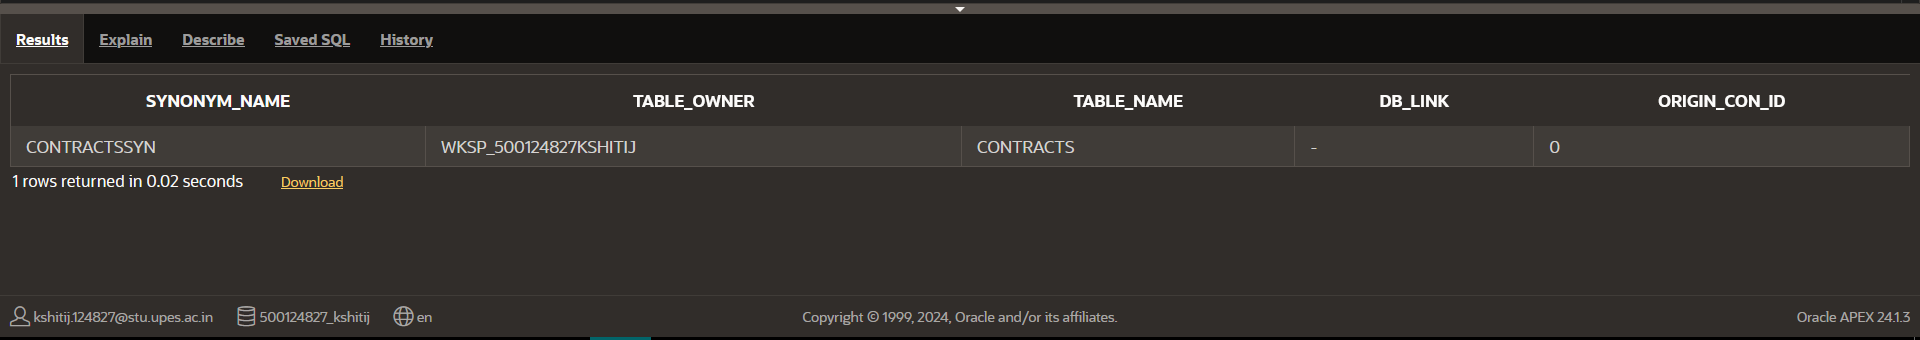 Results Explain Describe Saved SQL History
SYNONYM_NAME TABLE_OWNER TABLE_NAME DB_LINK ORIGIN_CON_ID
CONTRACTSSYN WKSP_500124827KSHITIJ CONTRACTS - 0
1 rows returned in 0.02 seconds Download
kshitij.124827@stu.upes.ac.in 500124827_kshitij en Copyright © 1999, 2024, Oracle and/or its affiliates. Oracle APEX 24.1.3